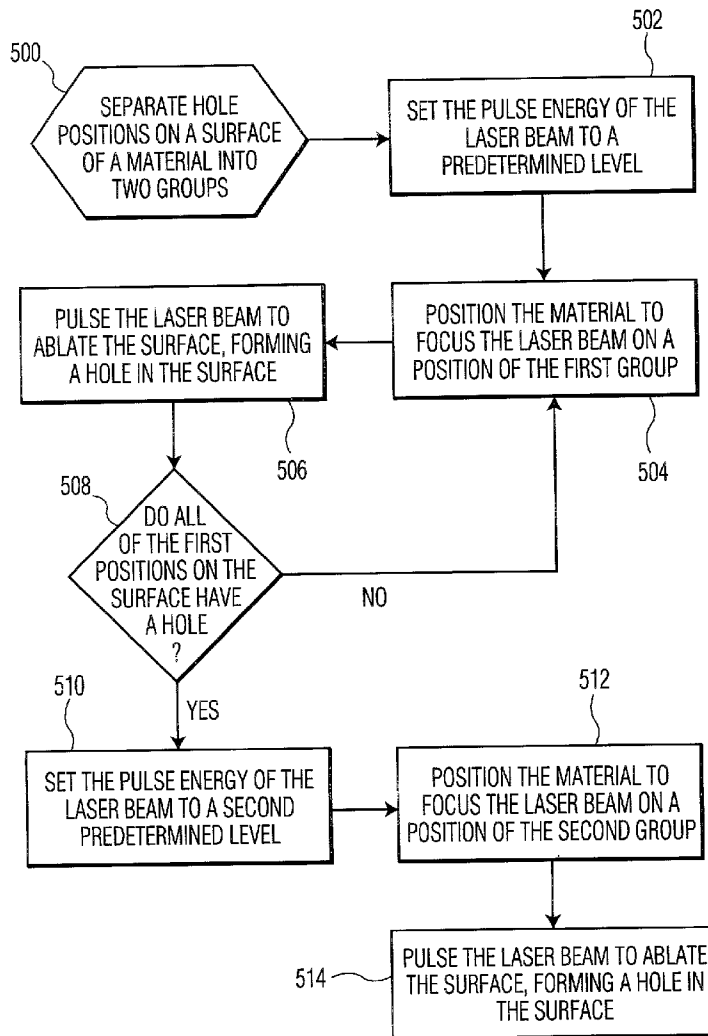 500
SEPARATE HOLE
POSITIONS ON A SURFACE
OF A MATERIAL INTO
TWO GROUPS
502
SET THE PULSE ENERGY OF THE
LASER BEAM TO A
PREDETERMINED LEVEL
POSITION THE MATERIAL TO
FOCUS THE LASER BEAM ON A
POSITION OF THE FIRST GROUP
504
PULSE THE LASER BEAM TO
ABLATE THE SURFACE, FORMING
A HOLE IN THE SURFACE
506
508
DO ALL
OF THE FIRST
POSITIONS ON THE
SURFACE HAVE
A HOLE
?
NO
YES
510
SET THE PULSE ENERGY OF THE
LASER BEAM TO A SECOND
PREDETERMINED LEVEL
512
POSITION THE MATERIAL TO
FOCUS THE LASER BEAM ON A
POSITION OF THE SECOND GROUP
514
PULSE THE LASER BEAM TO ABLATE
THE SURFACE, FORMING A HOLE IN
THE SURFACE